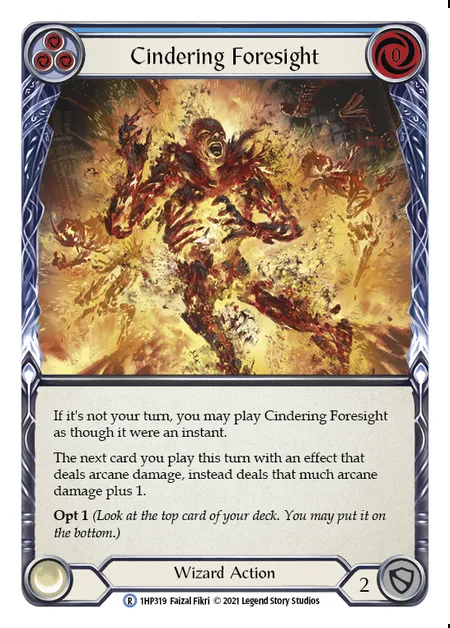 Cindering Foresight
0
If it's not your turn, you may play Cindering Foresight
as though it were an instant.
The next card you play this turn with an effect that
deals arcane damage, instead deals that much arcane
damage plus 1.
Opt 1 (Look at the top card of your deck. You may put it on
the bottom.)
Wizard Action
2
R 1HP319 Faizal Fikri © 2021 Legend Story Studios